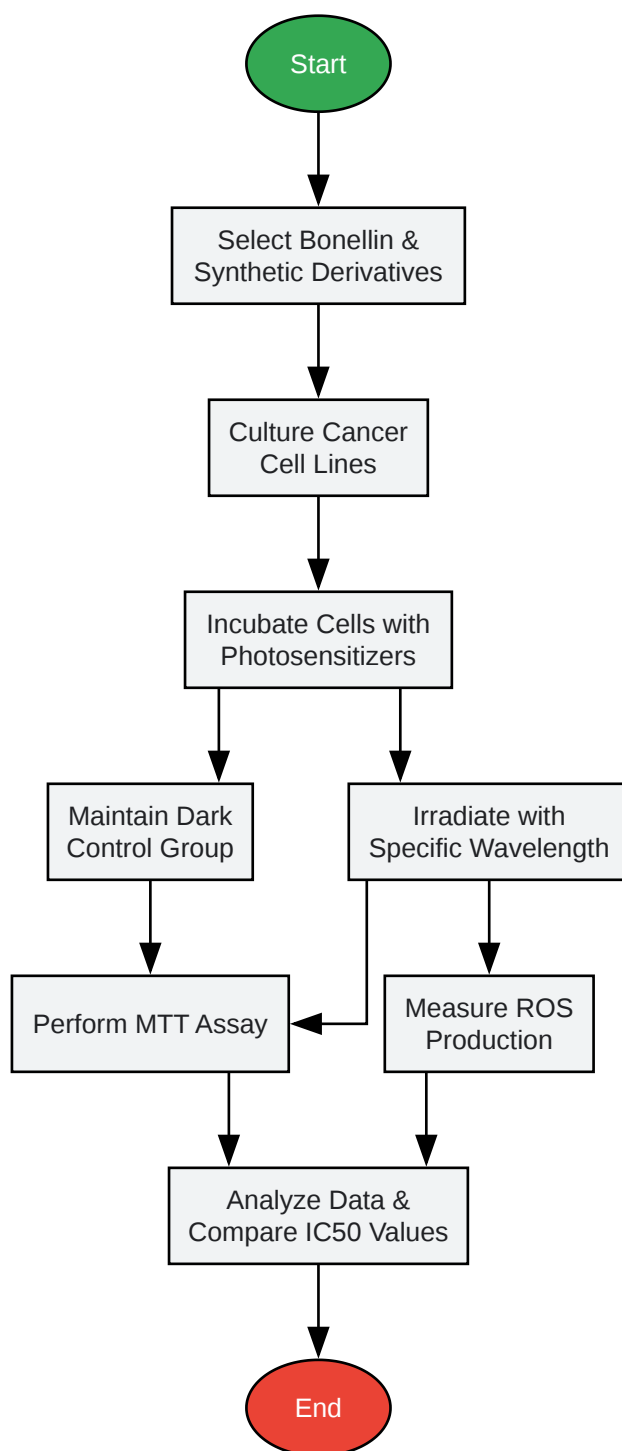 Start
Select Bonellin &
Synthetic Derivatives
Culture Cancer
Cell Lines
Incubate Cells with
Photosensitizers
Maintain Dark
Control Group
Irradiate with
Specific Wavelength
Perform MTT Assay
Measure ROS
Production
Analyze Data &
Compare IC50 Values
End